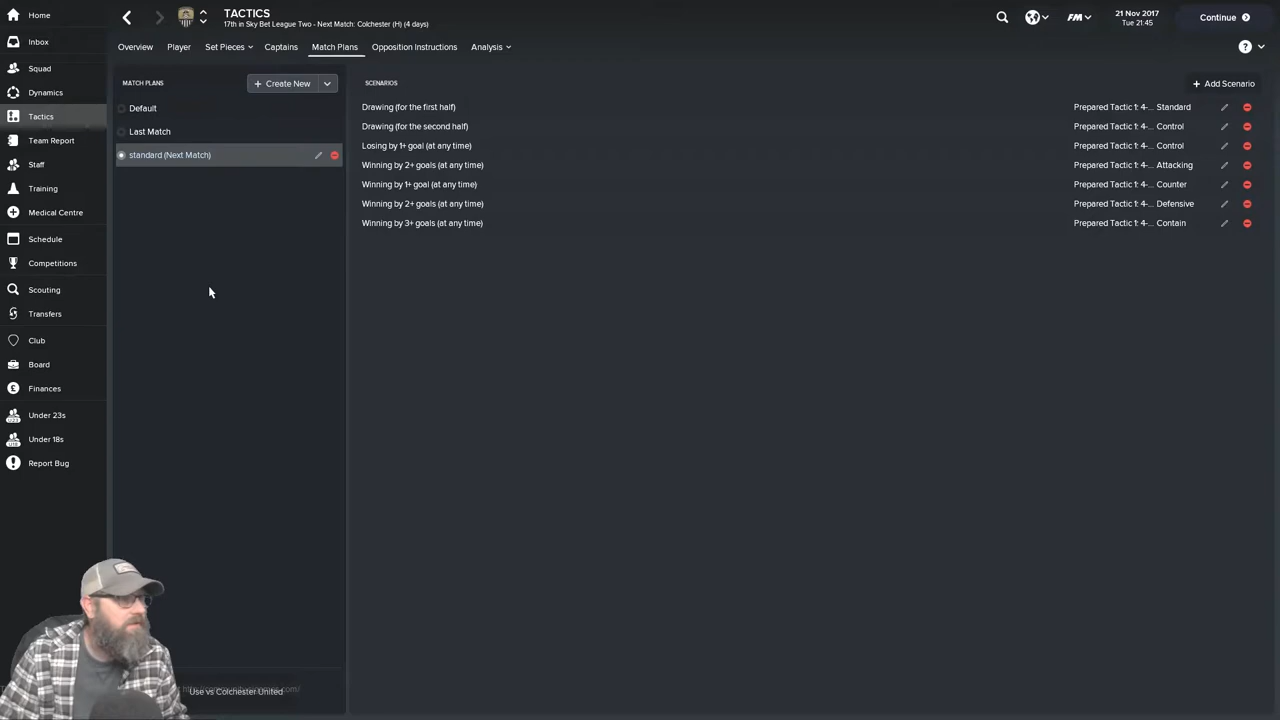 TACTICS
17th in Sky Bet League Two - Next Match: Colchester (H) (4 days)
FM
21 Nov 2017
Tue 21:45
Continue
Overview
Player
Set Pieces
Captains
Match Plans
Opposition Instructions
Analysis
?
Home
Inbox
Squad
Dynamics
Tactics
Team Report
Staff
Training
Medical Centre
Schedule
Competitions
Scouting
Transfers
Club
Board
Finances
Under 23s
Under 18s
Report Bug
MATCH PLANS
+ Create New
Default
Last Match
standard (Next Match)
Use vs Colchester United
SCENARIOS
+ Add Scenario
Drawing (for the first half) Prepared Tactic 1: 4-... Standard
Drawing (for the second half) Prepared Tactic 1: 4-... Control
Losing by 1+ goal (at any time) Prepared Tactic 1: 4-... Control
Winning by 2+ goals (at any time) Prepared Tactic 1: 4-... Attacking
Winning by 1+ goal (at any time) Prepared Tactic 1: 4-... Counter
Winning by 2+ goals (at any time) Prepared Tactic 1: 4-... Defensive
Winning by 3+ goals (at any time) Prepared Tactic 1: 4-... Contain